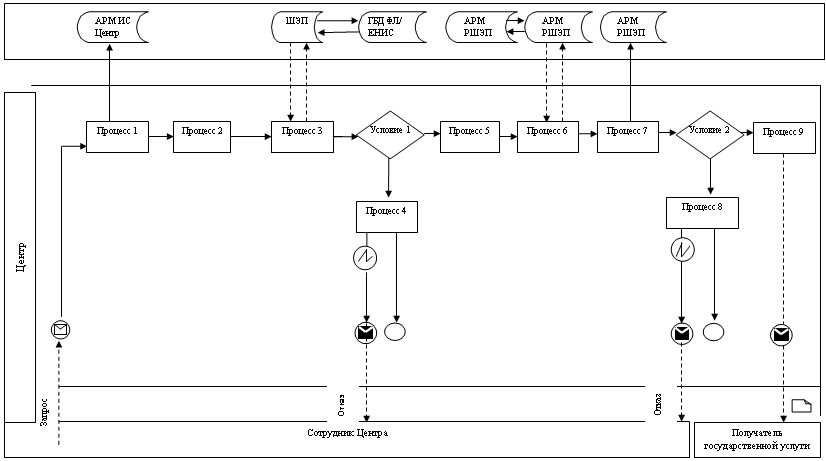 АРМ ИС
Центр
ШЭП
ГБД ФЛ/
ЕНИС
АРМ
РШЭП
АРМ
РШЭП
АРМ
РШЭП
Процесс 1
Процесс 2
Процесс 3
Условие 1
Процесс 5
Процесс 6
Процесс 7
Условие 2
Процесс 9
Процесс 4
Процесс 8
Центр
Запрос
Отказ
Отказ
Сотрудник Центра
Получатель
государственной услуги